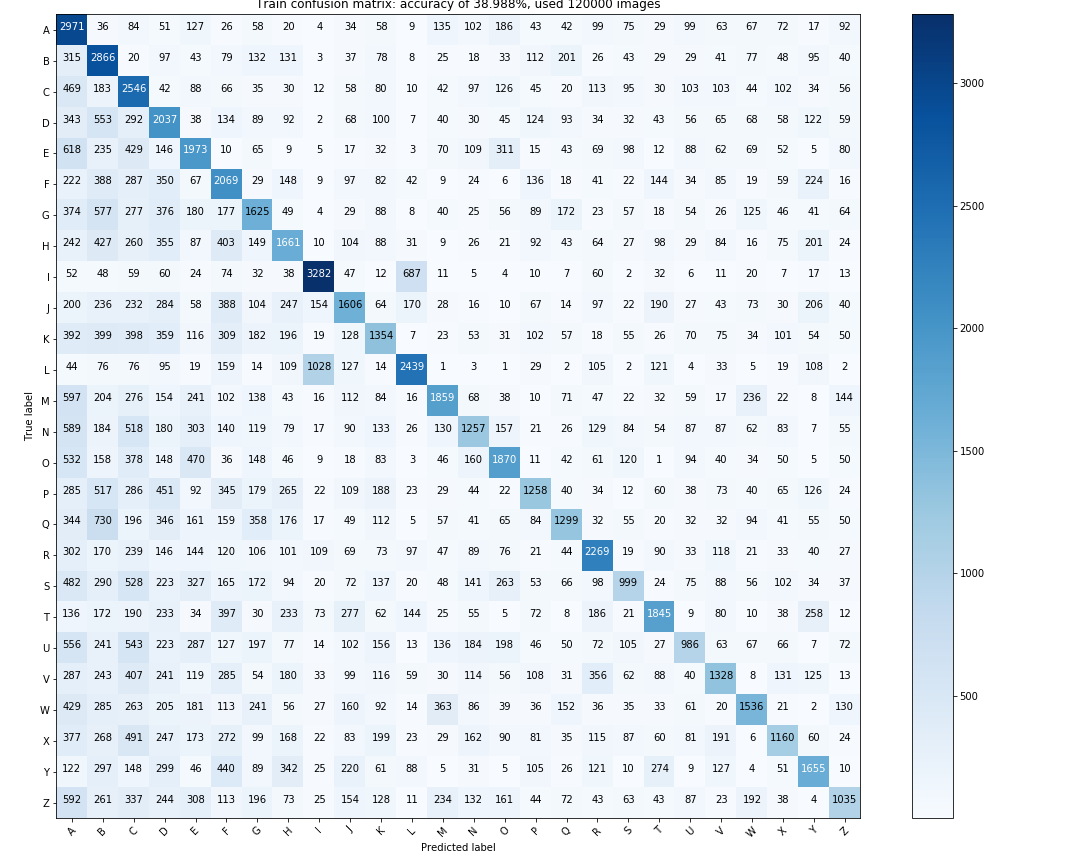 Train confusion matrix: accuracy of 38.988%, used 120000 images
A 2971 36 84 51 127 26 58 20 4 34 58 9 135 102 186 43 42 99 75 29 99 63 67 72 17 92
B 315 2866 20 97 43 79 132 131 3 37 78 8 25 18 33 112 201 26 43 29 29 41 77 48 95 40
C 469 183 2546 42 88 66 35 30 12 58 80 10 42 97 126 45 20 113 95 30 103 103 44 102 34 56
D 343 553 292 2037 38 134 89 92 2 68 100 7 40 30 45 124 93 34 32 43 56 65 68 58 122 59
E 618 235 429 146 1973 10 65 9 5 17 32 3 70 109 311 15 43 69 98 12 88 62 69 52 5 80
F 222 388 287 350 67 2069 29 148 9 97 82 42 9 24 6 136 18 41 22 144 34 85 19 59 224 16
G 374 577 277 376 180 177 1625 49 4 29 88 8 40 25 56 89 172 23 57 18 54 26 125 46 41 64
H 242 427 260 355 87 403 149 1661 10 104 88 31 9 26 21 92 43 64 27 98 29 84 16 75 201 24
I 52 48 59 60 24 74 32 38 3282 47 12 687 11 5 4 10 7 60 2 32 6 11 20 7 17 13
J 200 236 232 284 58 388 104 247 154 1606 64 170 28 16 10 67 14 97 22 190 27 43 73 30 206 40
K 392 399 398 359 116 309 182 196 19 128 1354 7 23 53 31 102 57 18 55 26 70 75 34 101 54 50
L 44 76 76 95 19 159 14 109 1028 127 14 2439 1 3 1 29 2 105 2 121 4 33 5 19 108 2
M 597 204 276 154 241 102 138 43 16 112 84 16 1859 68 38 10 71 47 22 32 59 17 236 22 8 144
N 589 184 518 180 303 140 119 79 17 90 133 26 130 1257 157 21 26 129 84 54 87 87 62 83 7 55
O 532 158 378 148 470 36 148 46 9 18 83 3 46 160 1870 11 42 61 120 1 94 40 34 50 5 50
P 285 517 286 451 92 345 179 265 22 109 188 23 29 44 22 1258 40 34 12 60 38 73 40 65 126 24
Q 344 730 196 346 161 159 358 176 17 49 112 5 57 41 65 84 1299 32 55 20 32 32 94 41 55 50
R 302 170 239 146 144 120 106 101 109 69 73 97 47 89 76 21 44 2269 19 90 33 118 21 33 40 27
S 482 290 528 223 327 165 172 94 20 72 137 20 48 141 263 53 66 98 999 24 75 88 56 102 34 37
T 136 172 190 233 34 397 30 233 73 277 62 144 25 55 5 72 8 186 21 1845 9 80 10 38 258 12
U 556 241 543 223 287 127 197 77 14 102 156 13 136 184 198 46 50 72 105 27 986 63 67 66 7 72
V 287 243 407 241 119 285 54 180 33 99 116 59 30 114 56 108 31 356 62 88 40 1328 8 131 125 13
W 429 285 263 205 181 113 241 56 27 160 92 14 363 86 39 36 152 36 35 33 61 20 1536 21 2 130
X 377 268 491 247 173 272 99 168 22 83 199 23 29 162 90 81 35 115 87 60 81 191 6 1160 60 24
Y 122 297 148 299 46 440 89 342 25 220 61 88 5 31 5 105 26 121 10 274 9 127 4 51 1655 10
Z 592 261 337 244 308 113 196 73 25 154 128 11 234 132 161 44 72 43 63 43 87 23 192 38 4 1035
A B C D E F G H I J K L M N O P Q R S T U V W X Y Z
True label
Predicted label
3000
2500
2000
1500
1000
500